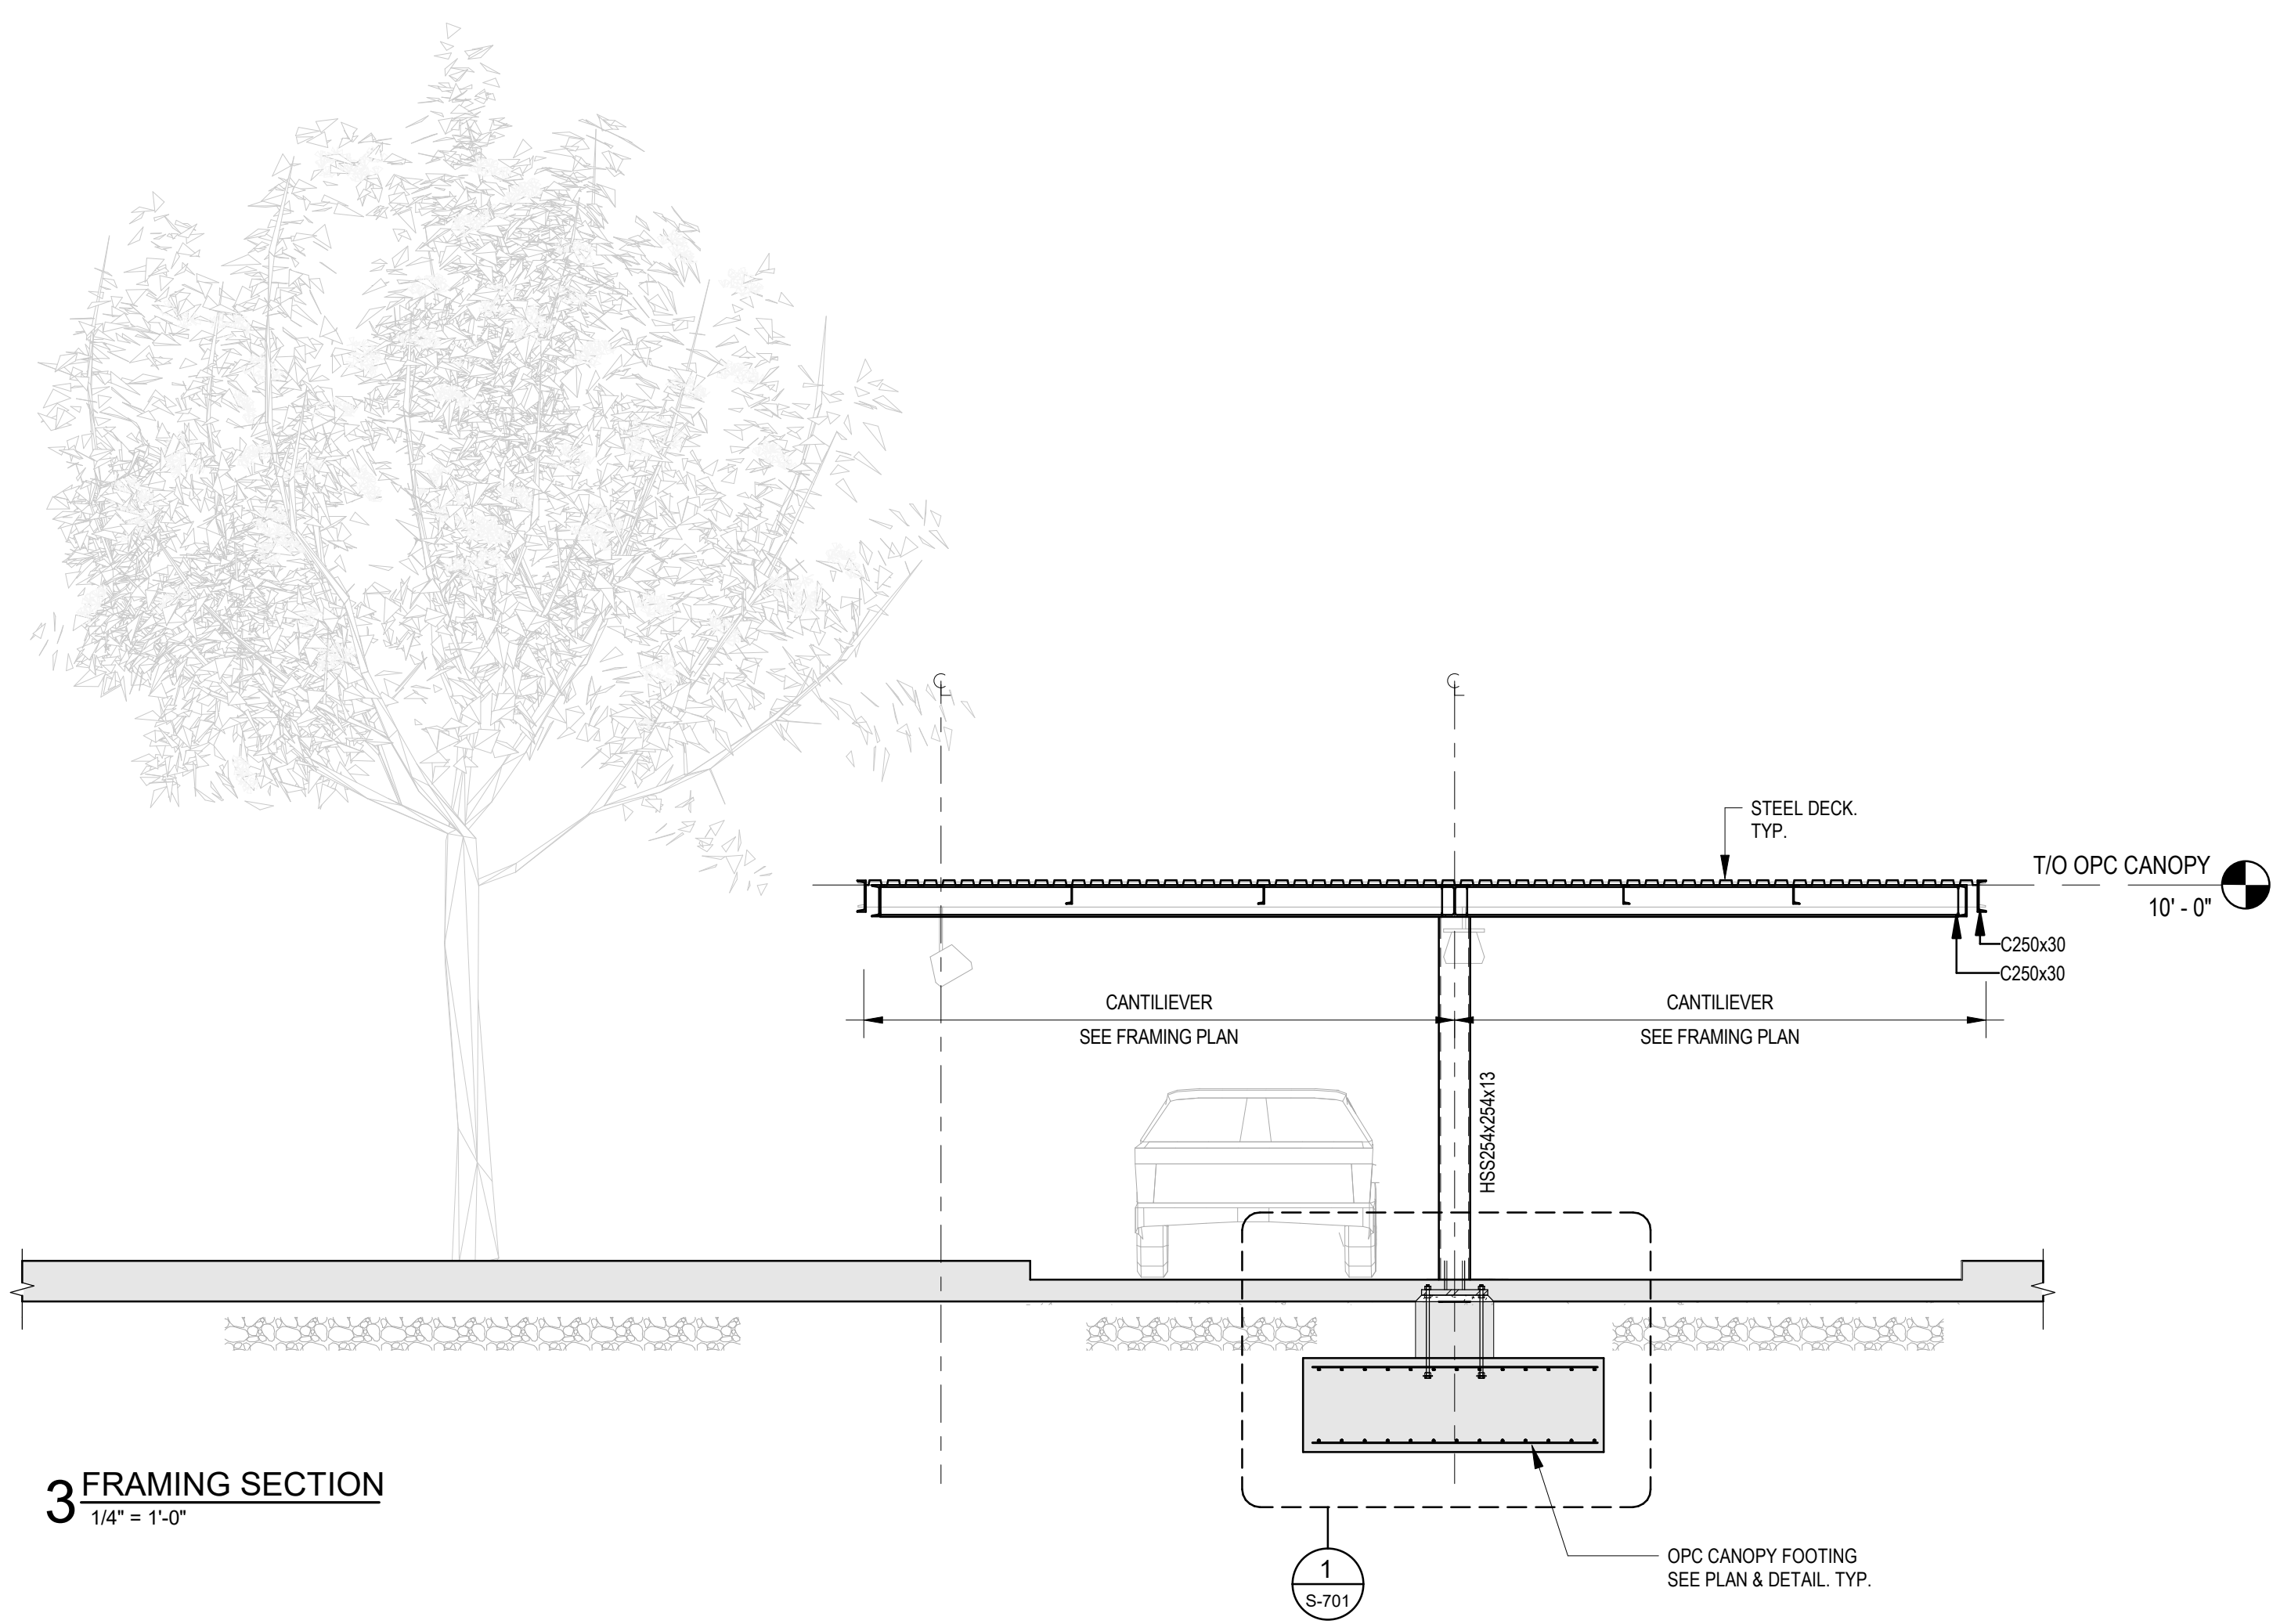 STEEL DECK.
TYP.
T/O OPC CANOPY
10' - 0"
C250x30
C250x30
CANTILIEVER
SEE FRAMING PLAN
CANTILIEVER
SEE FRAMING PLAN
HSS254x254x13
3 FRAMING SECTION
1/4" = 1'-0"
1
S-701
OPC CANOPY FOOTING
SEE PLAN & DETAIL. TYP.